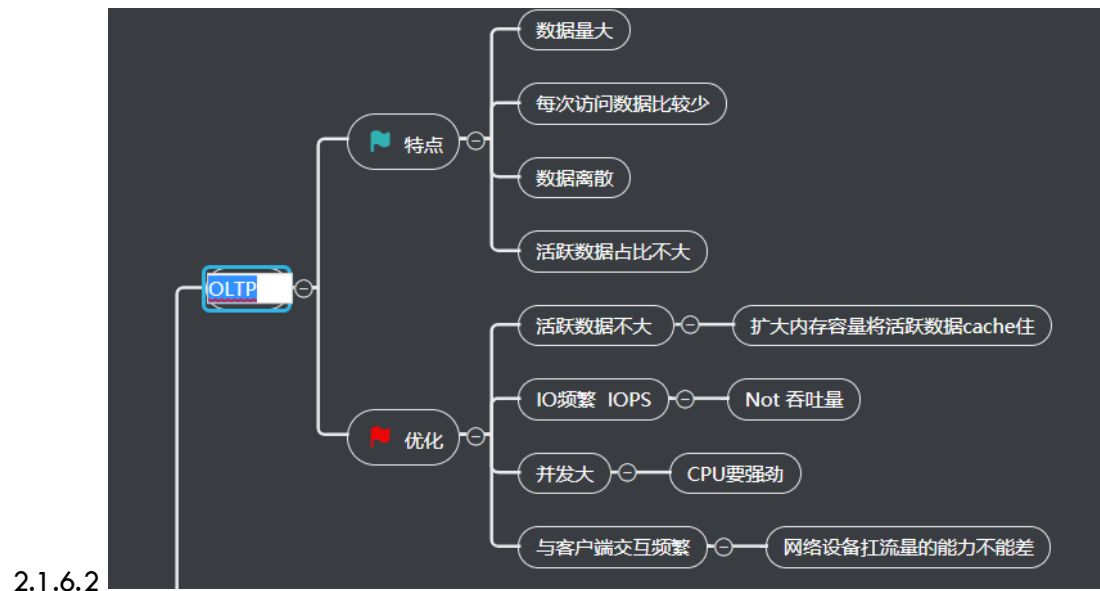 数据量大
每次访问数据比较少
特点
数据离散
活跃数据占比不大
OLTP
活跃数据不大
扩大内存容量将活跃数据cache住
IO频繁 IOPS
Not 吞吐量
优化
并发大
CPU要强劲
与客户端交互频繁
网络设备扛流量的能力不能差
2.1.6.2